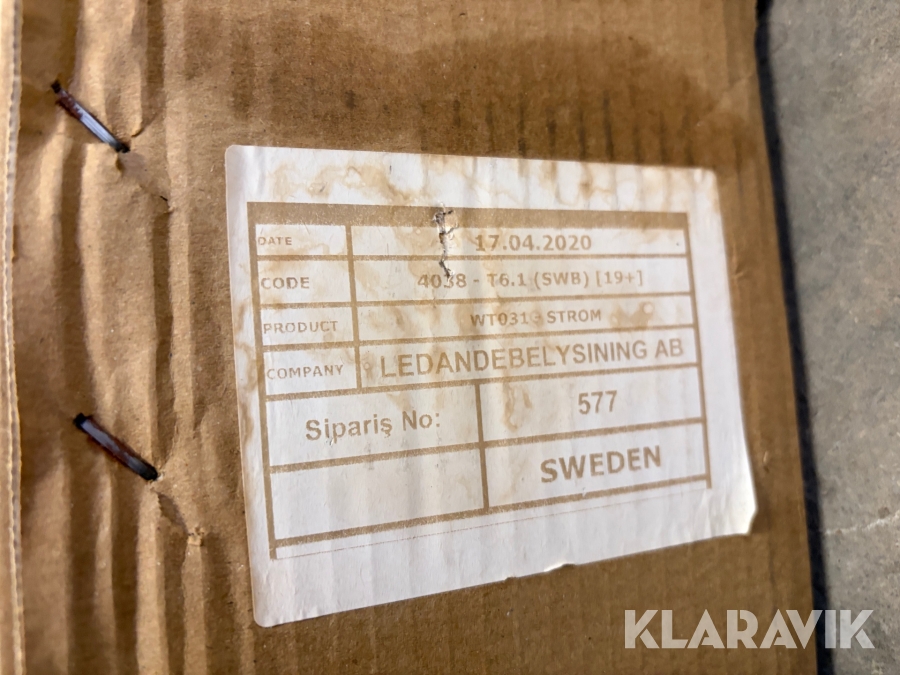 DATE 17.04.2020
CODE 4038 - T6.1 (SWB) [19+]
PRODUCT WT031 - STROM
COMPANY LEDANDEBELYSINING AB
Sipariş No: 577
SWEDEN
KLARAVIK